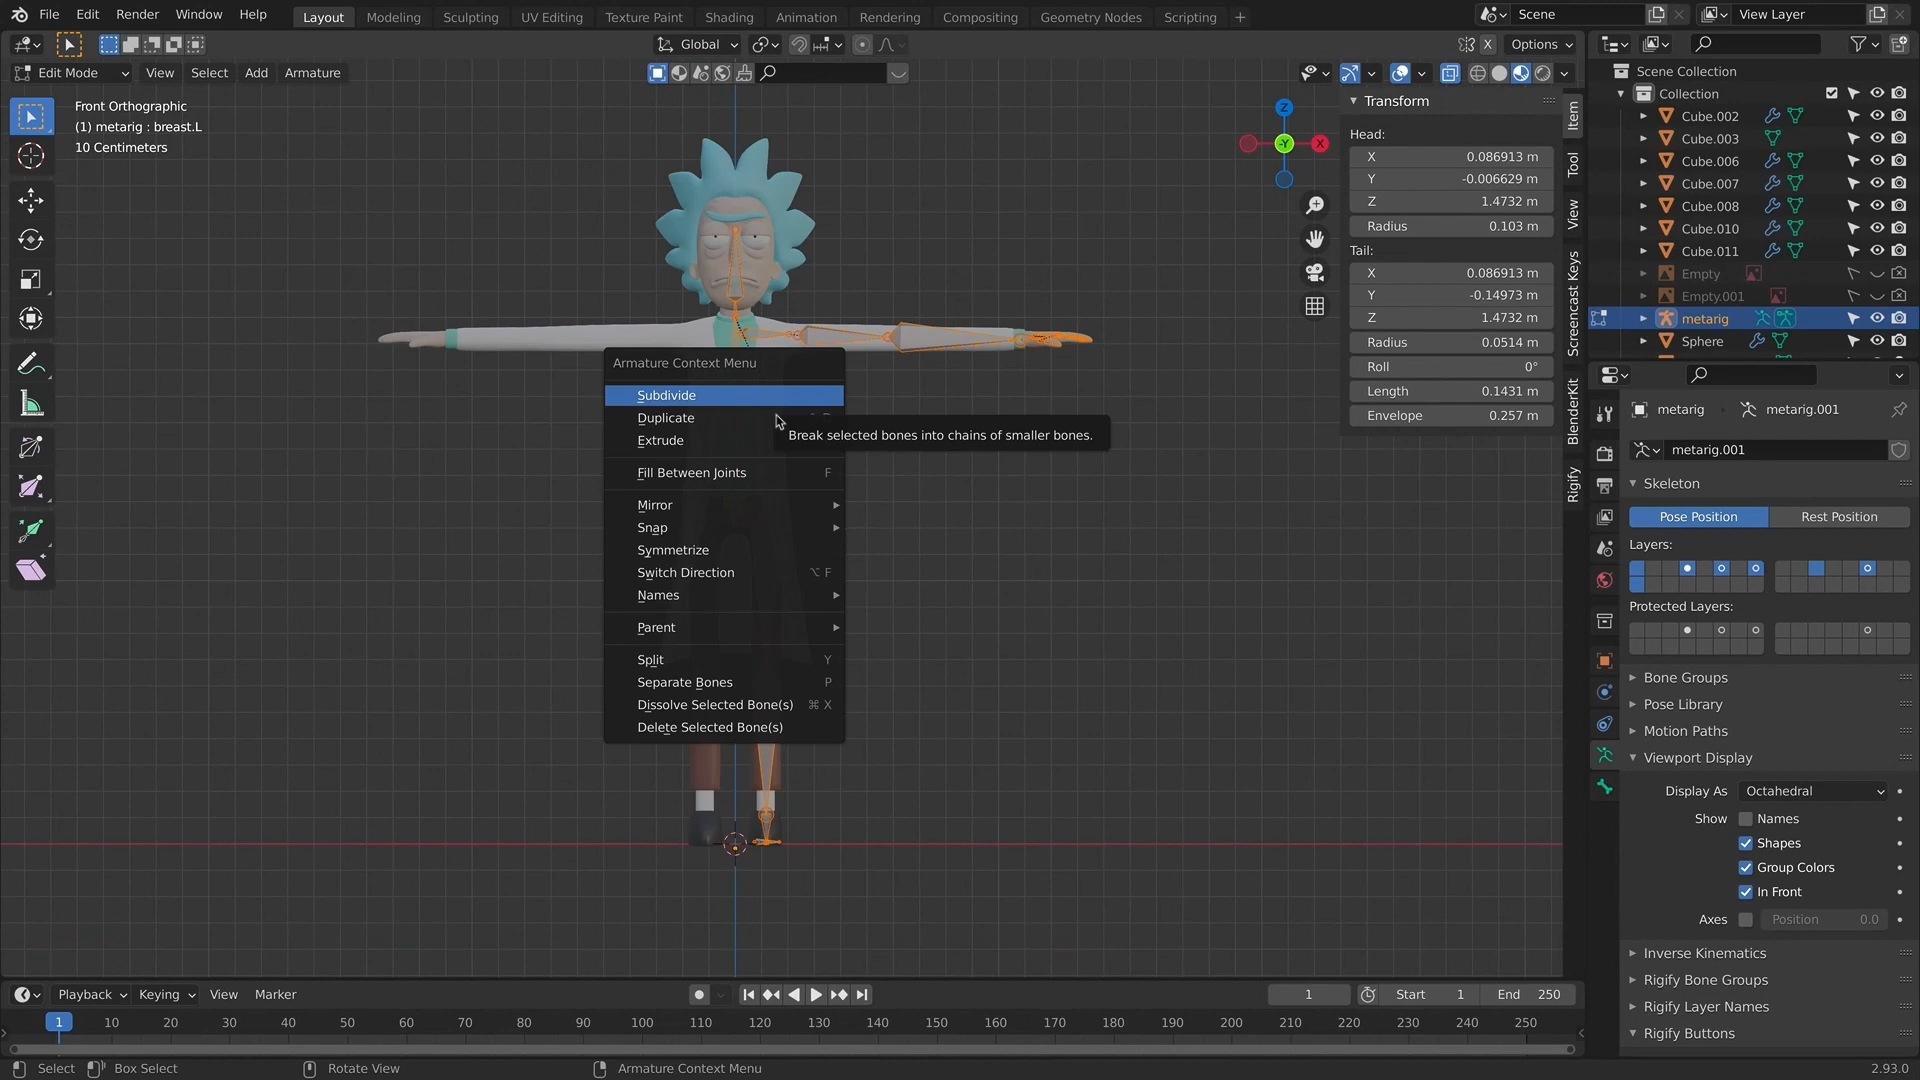 File Edit Render Window Help Layout Modeling Sculpting UV Editing Texture Paint Shading Animation Rendering Compositing Geometry Nodes Scripting + Scene View Layer
Global X Options
Edit Mode View Select Add Armature
Front Orthographic
(1) metarig : breast.L
10 Centimeters
Z
-Y X
Armature Context Menu
Subdivide
Duplicate
Break selected bones into chains of smaller bones.
Extrude
Fill Between Joints F
Mirror
Snap
Symmetrize
Switch Direction ⌥ F
Names
Parent
Split Y
Separate Bones P
Dissolve Selected Bone(s) ⌘ X
Delete Selected Bone(s)
Transform
Head:
X 0.086913 m
Y -0.006629 m
Z 1.4732 m
Radius 0.103 m
Tail:
X 0.086913 m
Y -0.14973 m
Z 1.4732 m
Radius 0.0514 m
Roll 0°
Length 0.1431 m
Envelope 0.257 m
Item
Tool
View
Screencast Keys
BlenderKit
Rigify
Scene Collection
Collection
Cube.002
Cube.003
Cube.006
Cube.007
Cube.008
Cube.010
Cube.011
Empty
Empty.001
metarig
Sphere
metarig metarig.001
metarig.001
Skeleton
Pose Position Rest Position
Layers:
Protected Layers:
Bone Groups
Pose Library
Motion Paths
Viewport Display
Display As Octahedral
Show Names
Shapes
Group Colors
In Front
Axes Position 0.0
Inverse Kinematics
Rigify Bone Groups
Rigify Layer Names
Rigify Buttons
Playback Keying View Marker 1 Start 1 End 250
1 10 20 30 40 50 60 70 80 90 100 110 120 130 140 150 160 170 180 190 200 210 220 230 240 250
Select Box Select Rotate View Armature Context Menu 2.93.0